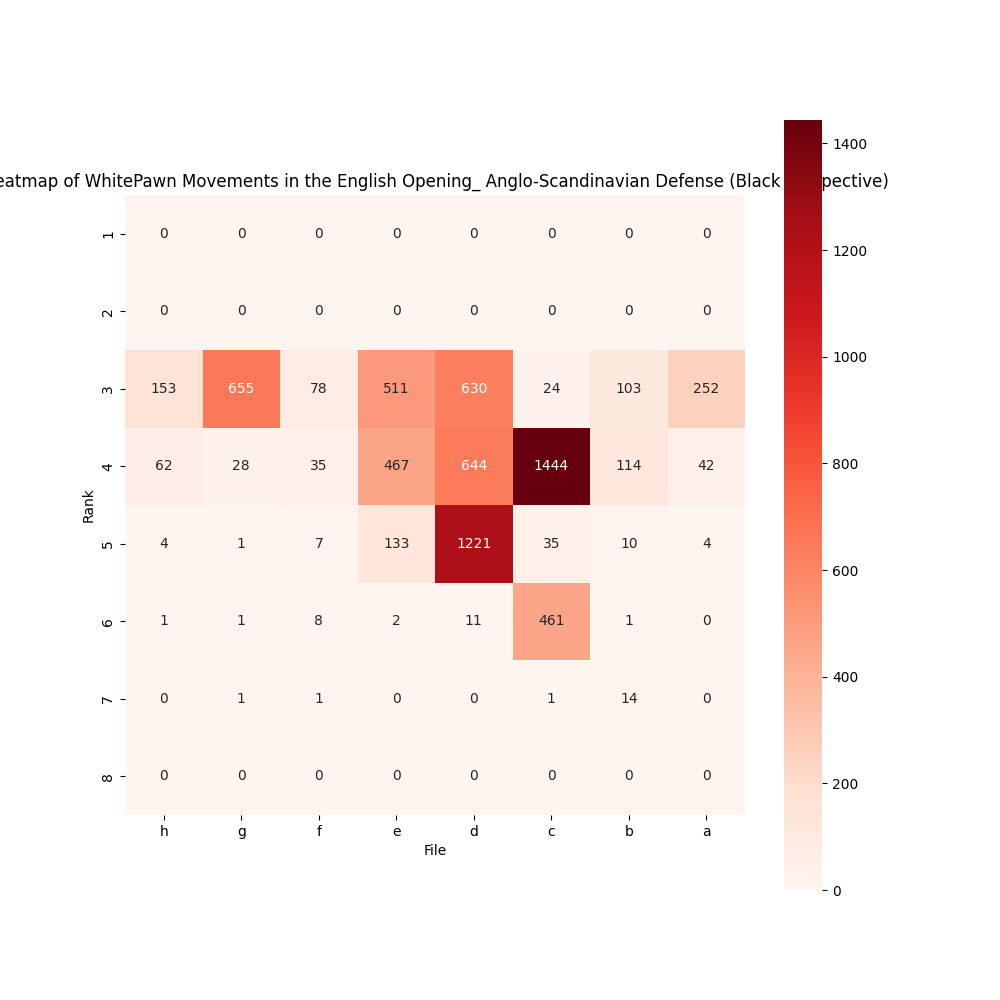 eatmap of WhitePawn Movements in the English Opening_ Anglo-Scandinavian Defense (Black pective)
1400
1200
1000
800
600
400
200
0
Rank
1 0 0 0 0 0 0 0 0
2 0 0 0 0 0 0 0 0
3 153 655 78 511 630 24 103 252
4 62 28 35 467 644 1444 114 42
5 4 1 7 133 1221 35 10 4
6 1 1 8 2 11 461 1 0
7 0 1 1 0 0 1 14 0
8 0 0 0 0 0 0 0 0
h g f e d c b a
File